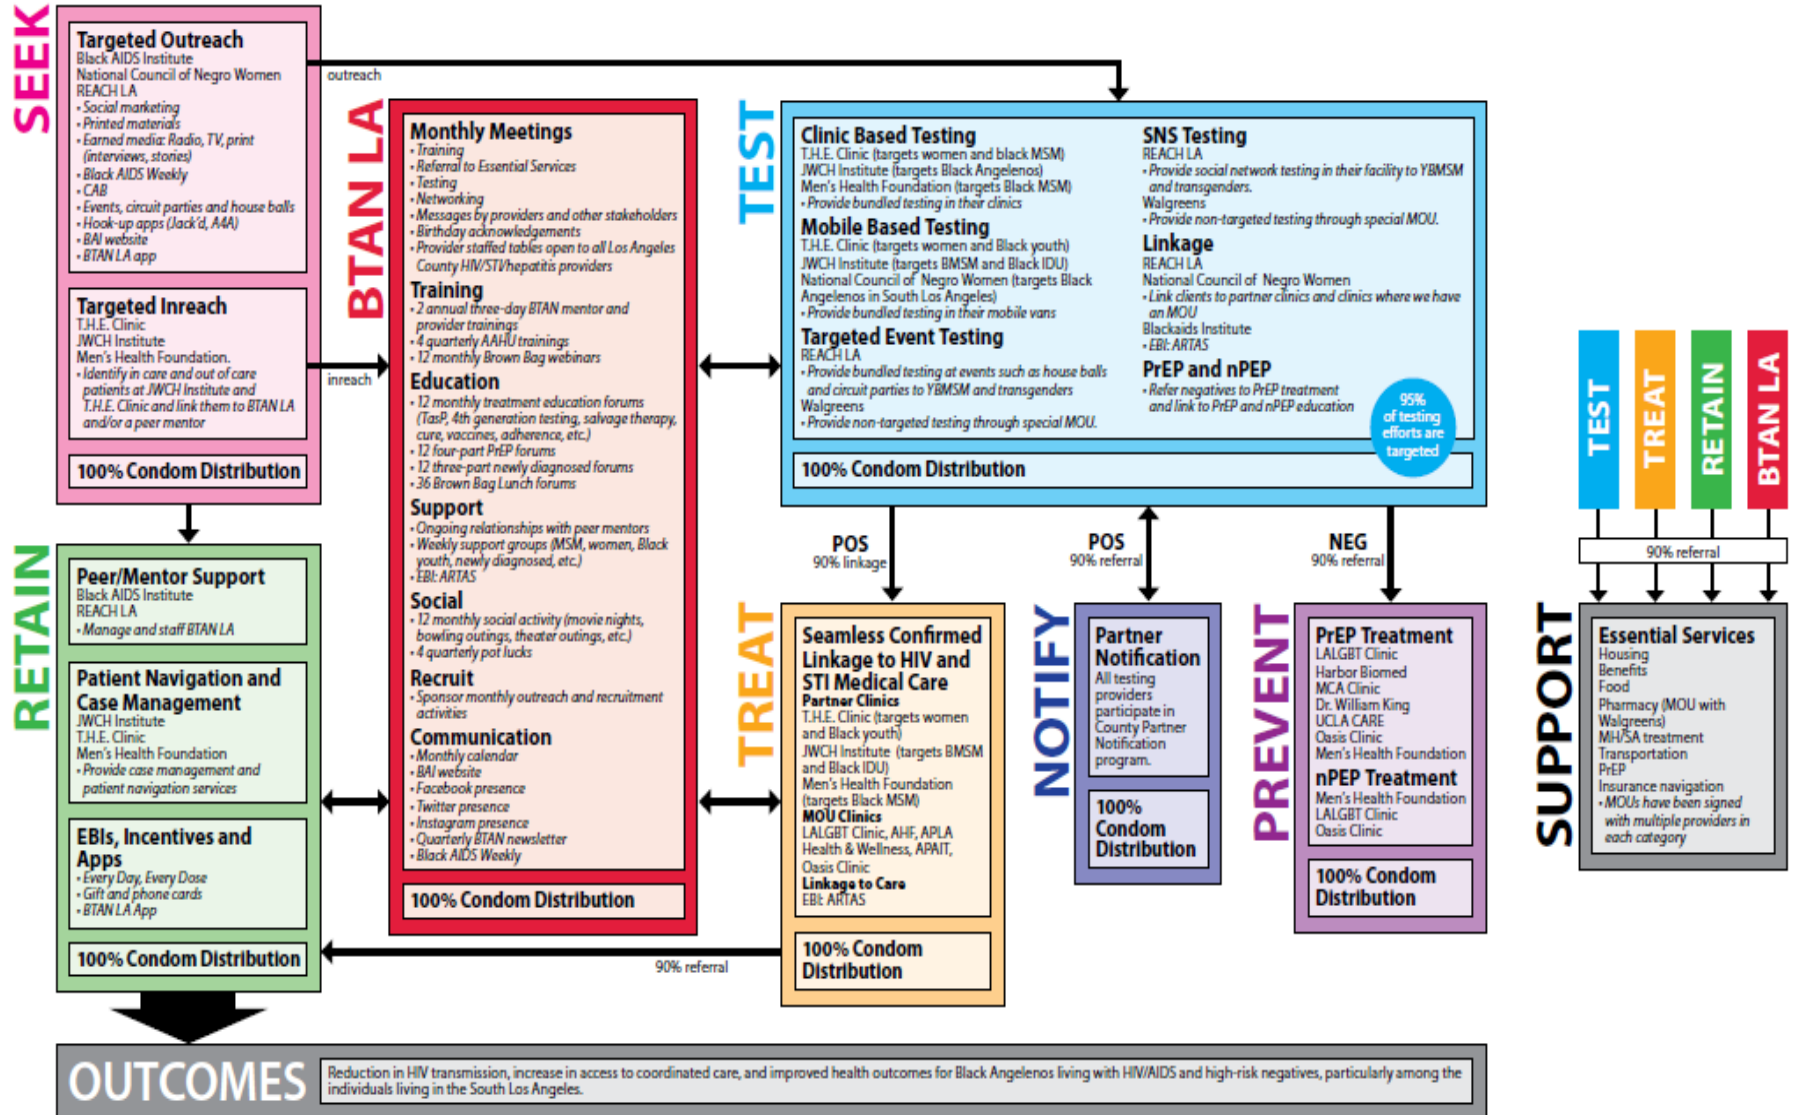 SEEK
Targeted Outreach
Black AIDS Institute
National Council of Negro Women
REACH LA
• Social marketing
• Printed materials
• Earned media: Radio, TV, print
(interviews, stories)
• Black AIDS Weekly
• CAB
• Events, circuit parties and house balls
• Hook-up apps (Jack'd, A4A)
• BAI website
• BTAN LA app
Targeted Inreach
T.H.E. Clinic
JWCH Institute
Men's Health Foundation.
• Identify in care and out of care
patients at JWCH Institute and
T.H.E. Clinic and link them to BTAN LA
and/or a peer mentor
100% Condom Distribution
outreach
inreach
BTAN LA
Monthly Meetings
• Training
• Referral to Essential Services
• Testing
• Networking
• Messages by providers and other stakeholders
• Birthday acknowledgements
• Provider staffed tables open to all Los Angeles
County HIV/STI/hepatitis providers
Training
• 2 annual three-day BTAN mentor and
provider trainings
• 4 quarterly AAHU trainings
• 12 monthly Brown Bag webinars
Education
• 12 monthly treatment education forums
(TasP, 4th generation testing, salvage therapy,
cure, vaccines, adherence, etc.)
• 12 four-part PrEP forums
• 12 three-part newly diagnosed forums
• 36 Brown Bag Lunch forums
Support
• Ongoing relationships with peer mentors
• Weekly support groups (MSM, women, Black
youth, newly diagnosed, etc.)
• EBI: ARTAS
Social
• 12 monthly social activity (movie nights,
bowling outings, theater outings, etc.)
• 4 quarterly pot lucks
Recruit
• Sponsor monthly outreach and recruitment
activities
Communication
• Monthly calendar
• BAI website
• Facebook presence
• Twitter presence
• Instagram presence
• Quarterly BTAN newsletter
• Black AIDS Weekly
100% Condom Distribution
TEST
Clinic Based Testing
T.H.E. Clinic (targets women and black MSM)
JWCH Institute (targets Black Angelenos)
Men's Health Foundation (targets Black MSM)
• Provide bundled testing in their clinics
Mobile Based Testing
T.H.E. Clinic (targets women and Black youth)
JWCH Institute (targets BMSM and Black IDU)
National Council of Negro Women (targets Black
Angelenos in South Los Angeles)
• Provide bundled testing in their mobile vans
Targeted Event Testing
REACH LA
• Provide bundled testing at events such as house balls
and circuit parties to YBMSM and transgenders
Walgreens
• Provide non-targeted testing through special MOU.
SNS Testing
REACH LA
• Provide social network testing in their facility to YBMSM
and transgenders.
Walgreens
• Provide non-targeted testing through special MOU.
Linkage
REACH LA
National Council of Negro Women
• Link clients to partner clinics and clinics where we have
an MOU
Blackaids Institute
• EBI: ARTAS
PrEP and nPEP
• Refer negatives to PrEP treatment
and link to PrEP and nPEP education
95%
of testing
efforts are
targeted
100% Condom Distribution
POS
90% linkage
POS
90% referral
NEG
90% referral
RETAIN
Peer/Mentor Support
Black AIDS Institute
REACH LA
• Manage and staff BTAN LA
Patient Navigation and
Case Management
JWCH Institute
T.H.E. Clinic
Men's Health Foundation
• Provide case management and
patient navigation services
EBIs, Incentives and
Apps
• Every Day, Every Dose
• Gift and phone cards
• BTAN LA App
100% Condom Distribution
90% referral
TREAT
Seamless Confirmed
Linkage to HIV and
STI Medical Care
Partner Clinics
T.H.E. Clinic (targets women
and Black youth)
JWCH Institute (targets BMSM
and Black IDU)
Men's Health Foundation
(targets Black MSM)
MOU Clinics
LALGBT Clinic, AHF, APLA
Health & Wellness, APAIT,
Oasis Clinic
Linkage to Care
EBI: ARTAS
100% Condom
Distribution
NOTIFY
Partner
Notification
All testing
providers
participate in
County Partner
Notification
program.
100%
Condom
Distribution
PREVENT
PrEP Treatment
LALGBT Clinic
Harbor Biomed
MCA Clinic
Dr. William King
UCLA CARE
Oasis Clinic
Men's Health Foundation
nPEP Treatment
Men's Health Foundation
LALGBT Clinic
Oasis Clinic
100% Condom
Distribution
TEST
TREAT
RETAIN
BTAN LA
90% referral
SUPPORT
Essential Services
Housing
Benefits
Food
Pharmacy (MOU with
Walgreens)
MH/SA treatment
Transportation
PrEP
Insurance navigation
• MOUs have been signed
with multiple providers in
each category
OUTCOMES
Reduction in HIV transmission, increase in access to coordinated care, and improved health outcomes for Black Angelenos living with HIV/AIDS and high-risk negatives, particularly among the
individuals living in the South Los Angeles.